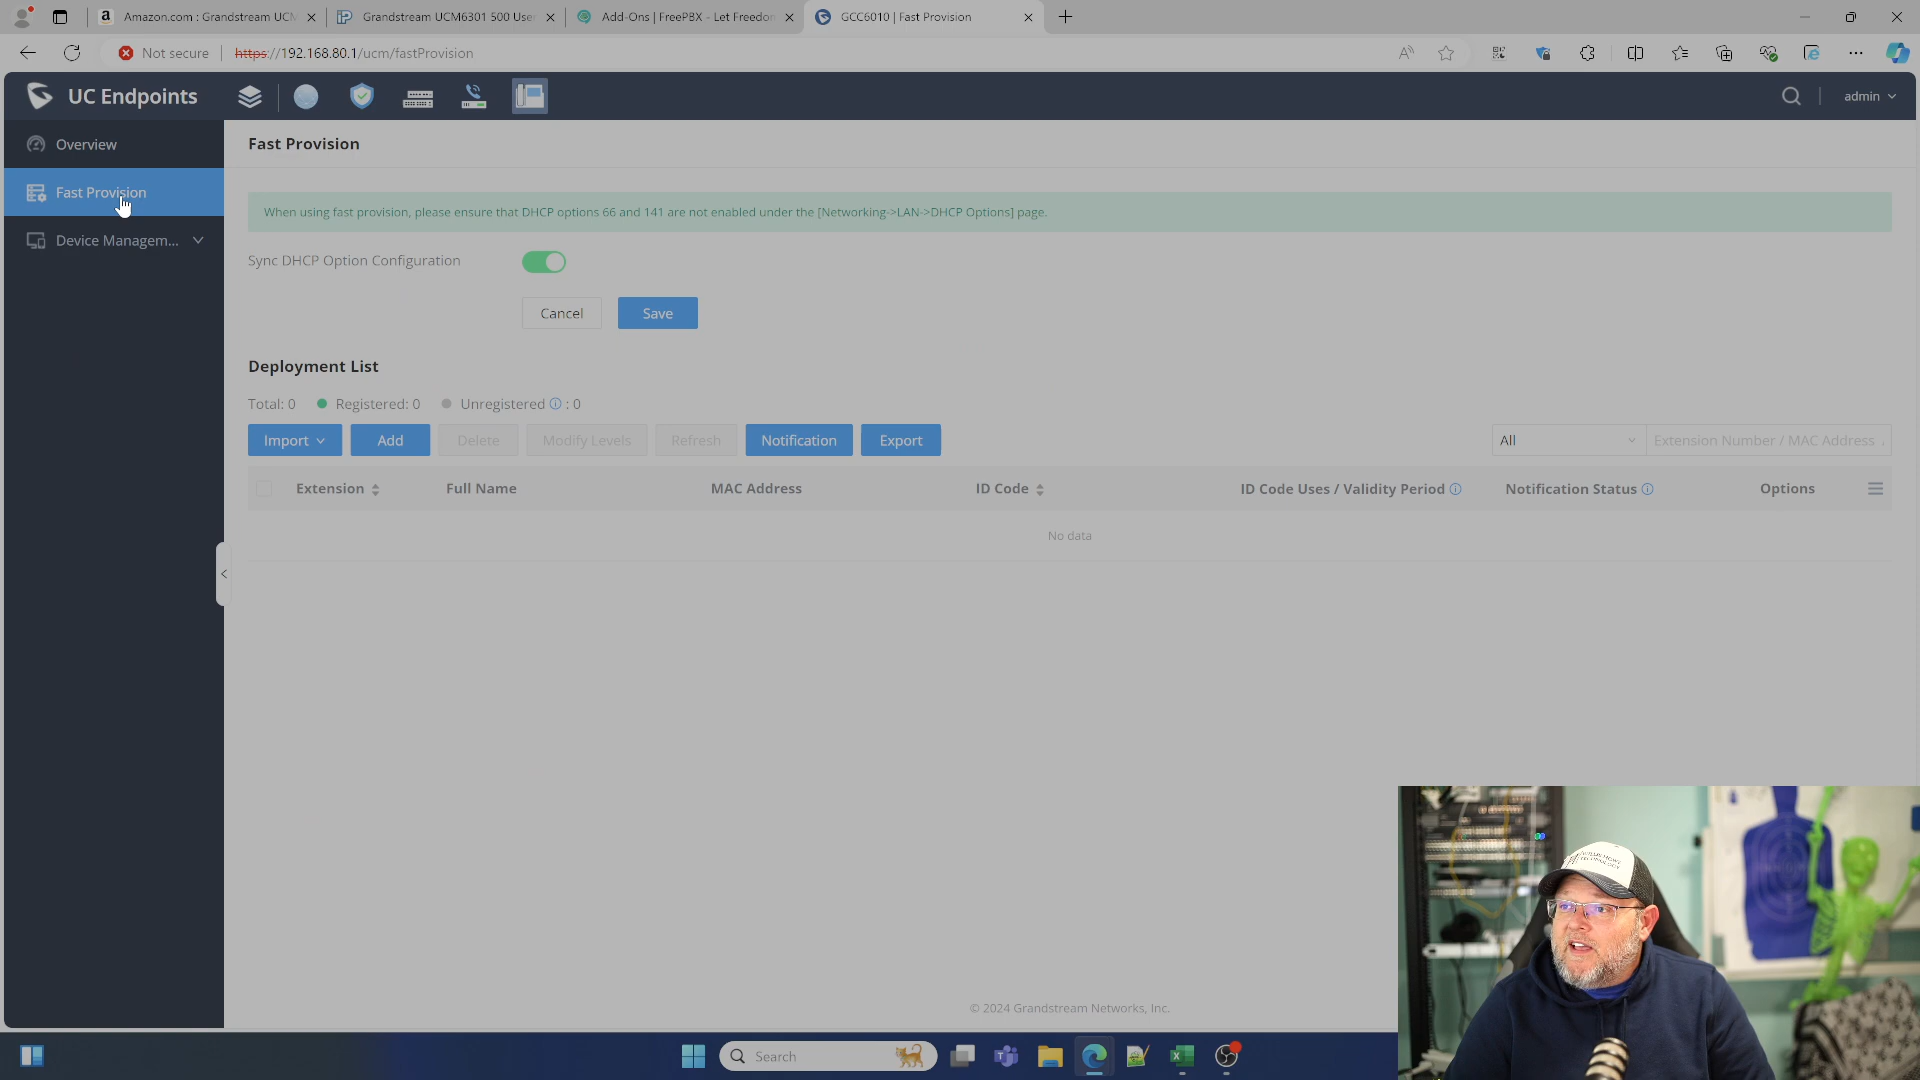 Amazon.com : Grandstream UCM
Grandstream UCM6301 500 User
Add-Ons | FreePBX - Let Freedom
GCC6010 | Fast Provision
Not secure
https://192.168.80.1/ucm/fastProvision
UC Endpoints
admin
Overview
Fast Provision
Device Managem...
Fast Provision
When using fast provision, please ensure that DHCP options 66 and 141 are not enabled under the [Networking->LAN->DHCP Options] page.
Sync DHCP Option Configuration
Cancel
Save
Deployment List
Total: 0 Registered: 0 Unregistered : 0
Import Add Delete Modify Levels Refresh Notification Export
All
Extension Number / MAC Address
Extension Full Name MAC Address ID Code ID Code Uses / Validity Period Notification Status Options
No data
© 2024 Grandstream Networks, Inc.
Search